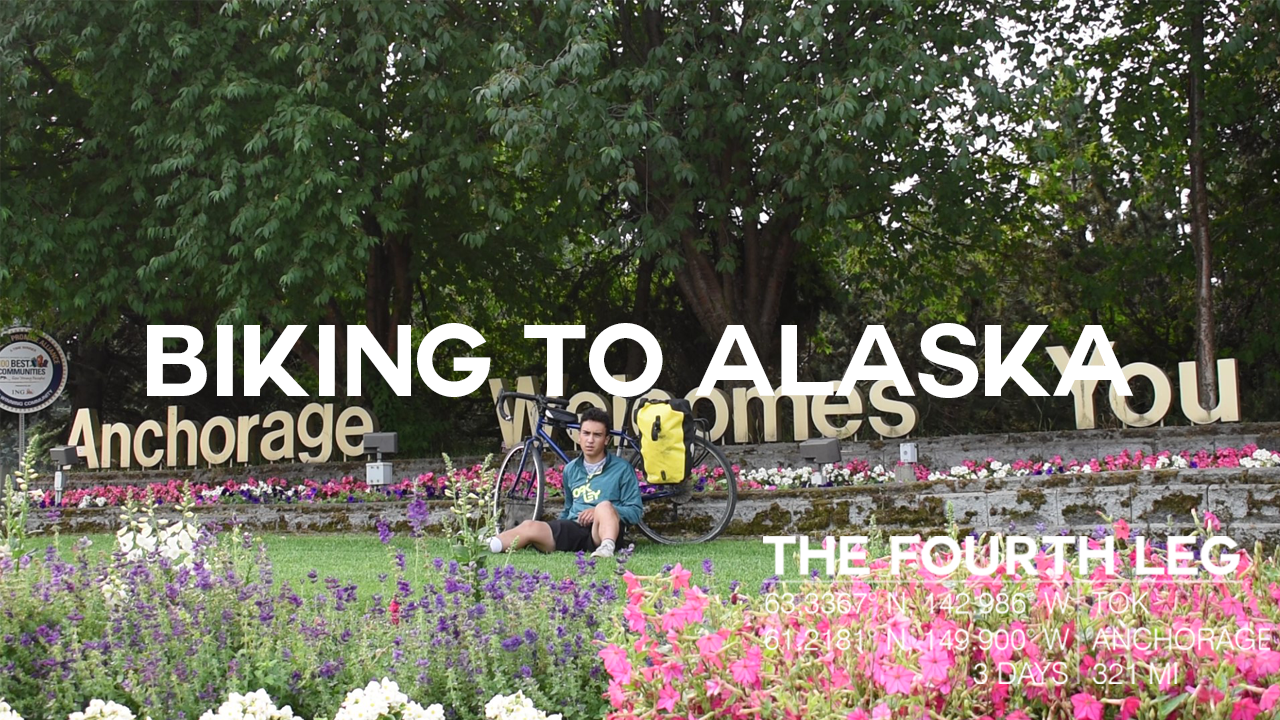 BIKING TO ALASKA
100 BEST
COMMUNITIES
ING
Anchorage Welcomes You
THE FOURTH LEG
63.3367° N, 142.986° W | TOK
61.2181° N, 149.900° W | ANCHORAGE
3 DAYS | 321 MI